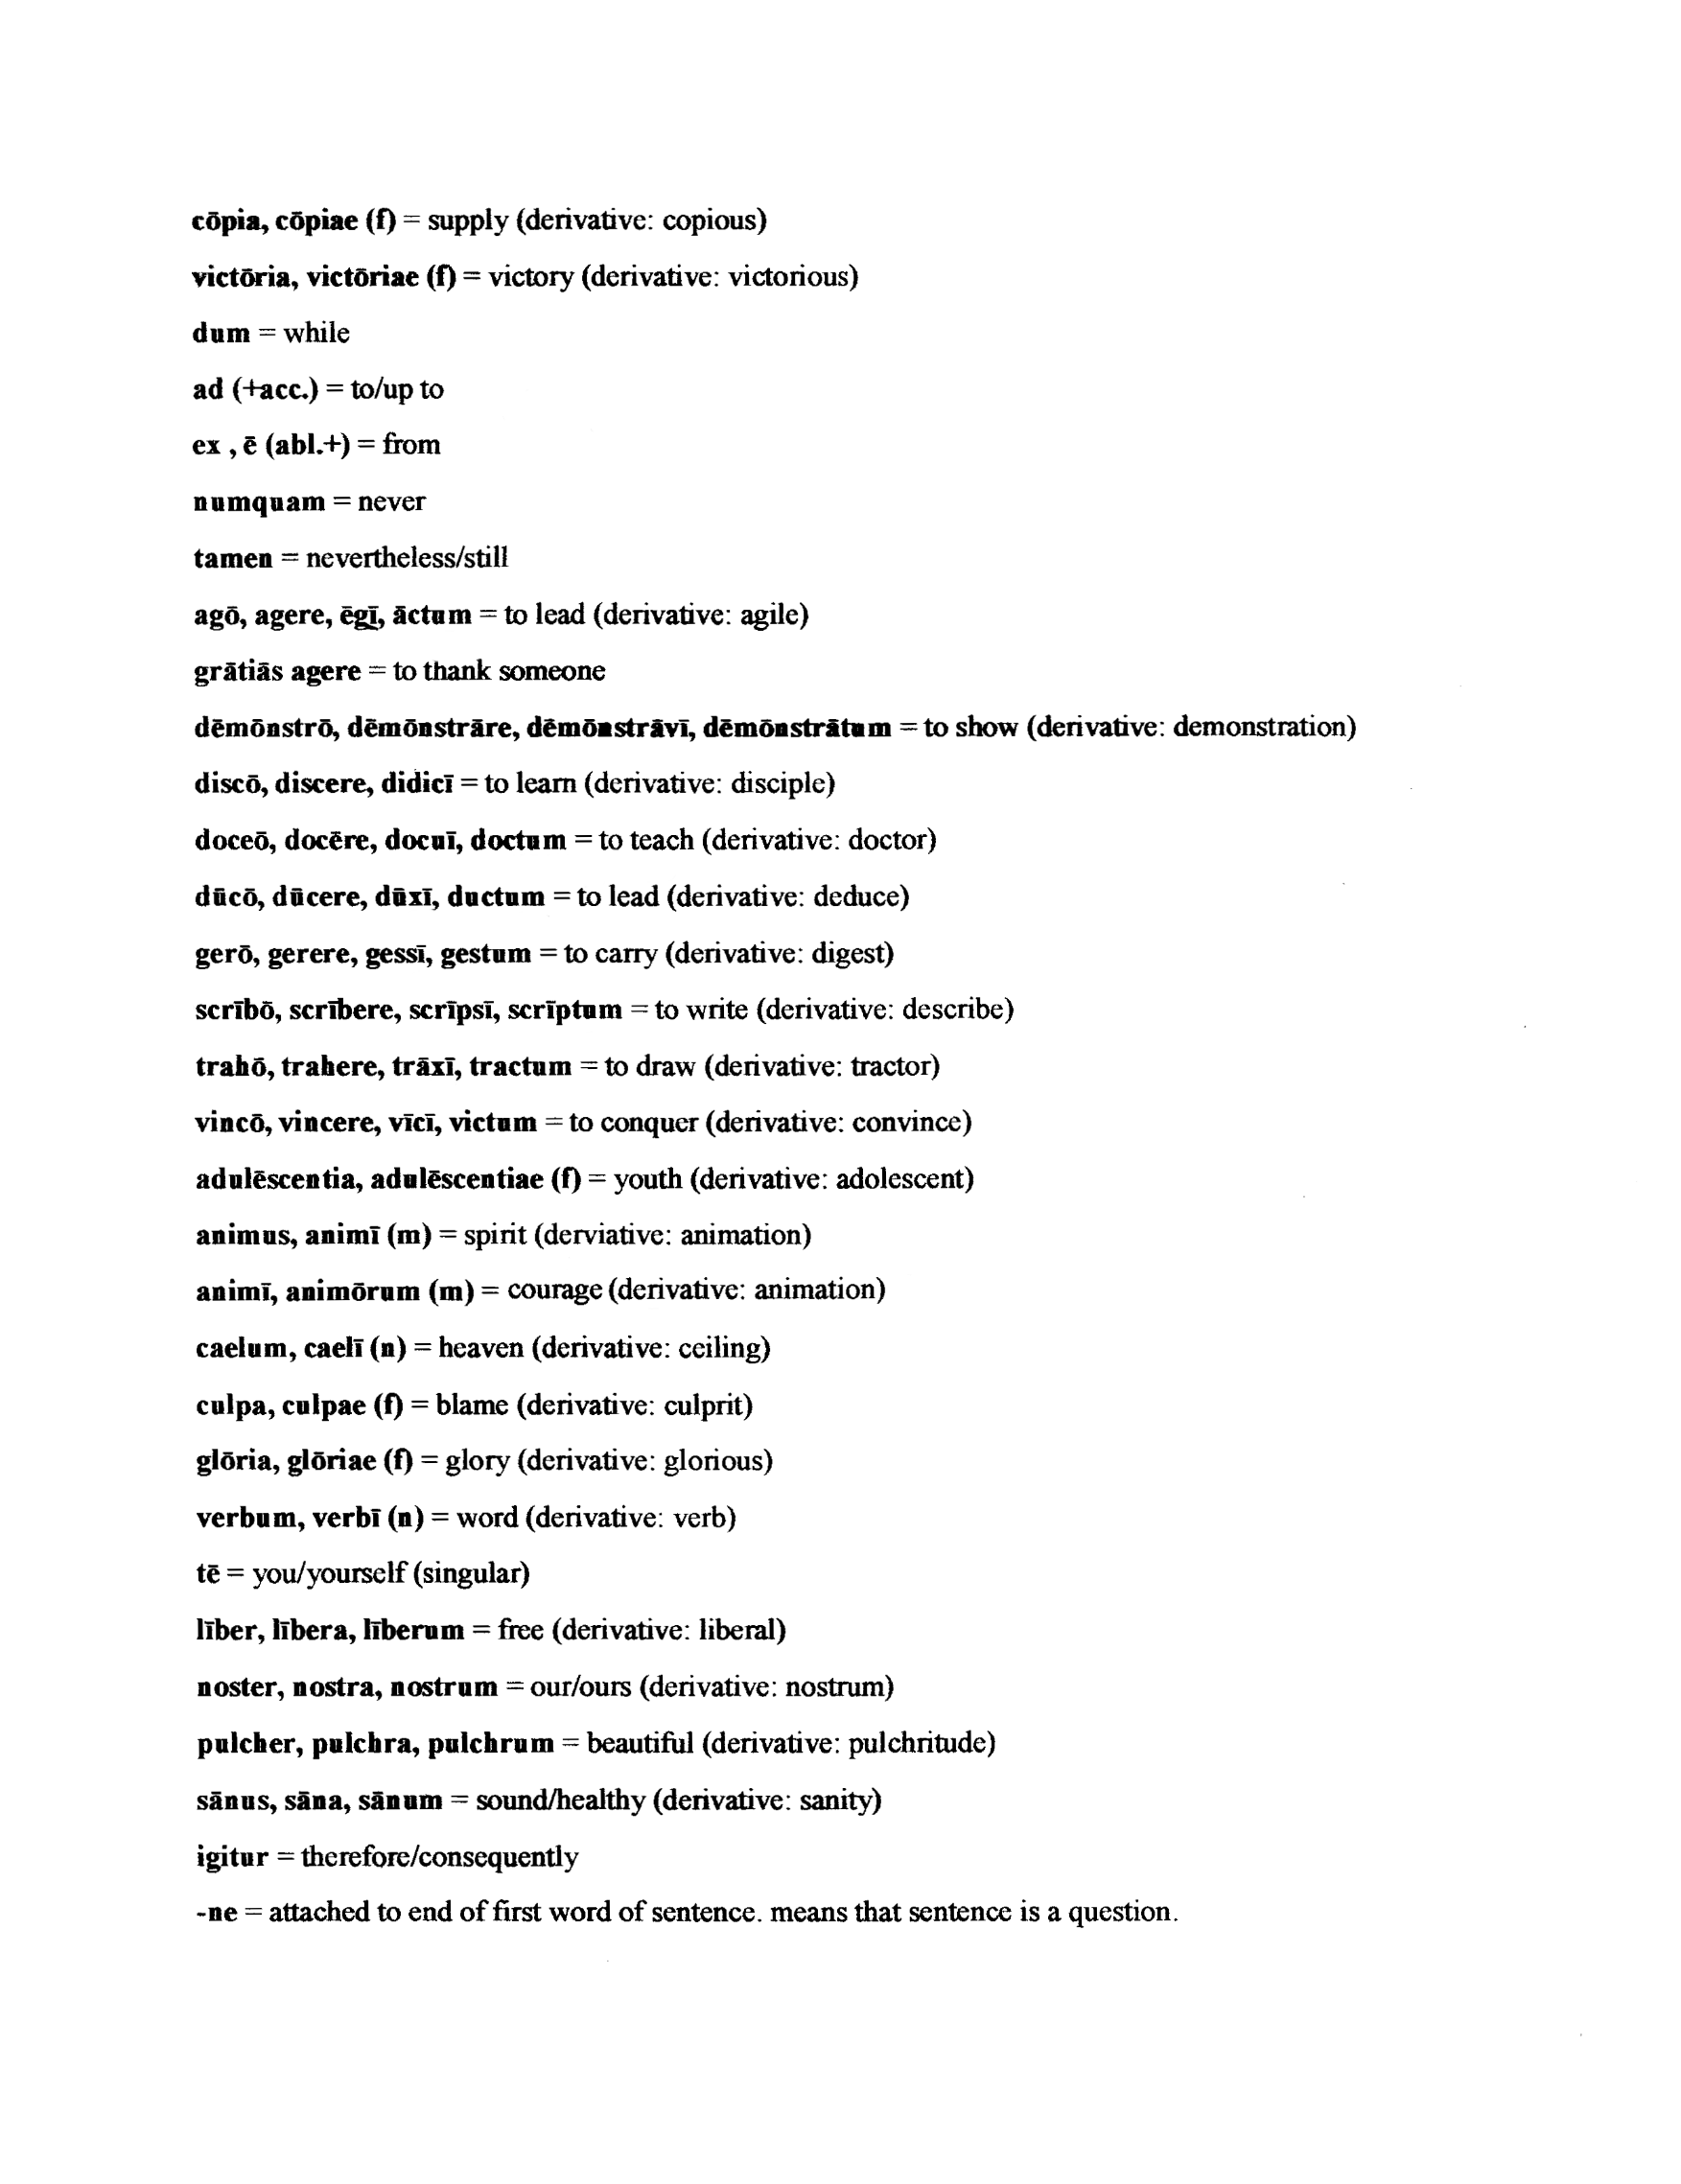 cōpia, cōpiae (f) = supply (derivative: copious)
victōria, victōriae (f) = victory (derivative: victorious)
dum = while
ad (+acc.) = to/up to
ex , ē (abl.+) = from
numquam = never
tamen = nevertheless/still
agō, agere, ēgī, āctum = to lead (derivative: agile)
grātiās agere = to thank someone
dēmōnstrō, dēmōnstrāre, dēmōnstrāvī, dēmōnstrātum = to show (derivative: demonstration)
discō, discere, didicī = to learn (derivative: disciple)
doceō, docēre, docuī, doctum = to teach (derivative: doctor)
dūcō, dūcere, dūxī, ductum = to lead (derivative: deduce)
gerō, gerere, gessī, gestum = to carry (derivative: digest)
scrībō, scrībere, scrīpsī, scrīptum = to write (derivative: describe)
trahō, trahere, trāxī, tractum = to draw (derivative: tractor)
vincō, vincere, vīcī, victum = to conquer (derivative: convince)
adulēscentia, adulēscentiae (f) = youth (derivative: adolescent)
animus, animī (m) = spirit (derviative: animation)
animī, animōrum (m) = courage (derivative: animation)
caelum, caelī (n) = heaven (derivative: ceiling)
culpa, culpae (f) = blame (derivative: culprit)
glōria, glōriae (f) = glory (derivative: glorious)
verbum, verbī (n) = word (derivative: verb)
tē = you/yourself (singular)
līber, lībera, līberum = free (derivative: liberal)
noster, nostra, nostrum = our/ours (derivative: nostrum)
pulcher, pulchra, pulchrum = beautiful (derivative: pulchritude)
sānus, sāna, sānum = sound/healthy (derivative: sanity)
igitur = therefore/consequently
-ne = attached to end of first word of sentence. means that sentence is a question.